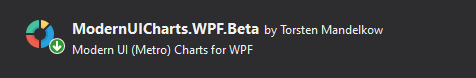 ModernUICharts.WPF.Beta by Torsten Mandelkow
Modern UI (Metro) Charts for WPF